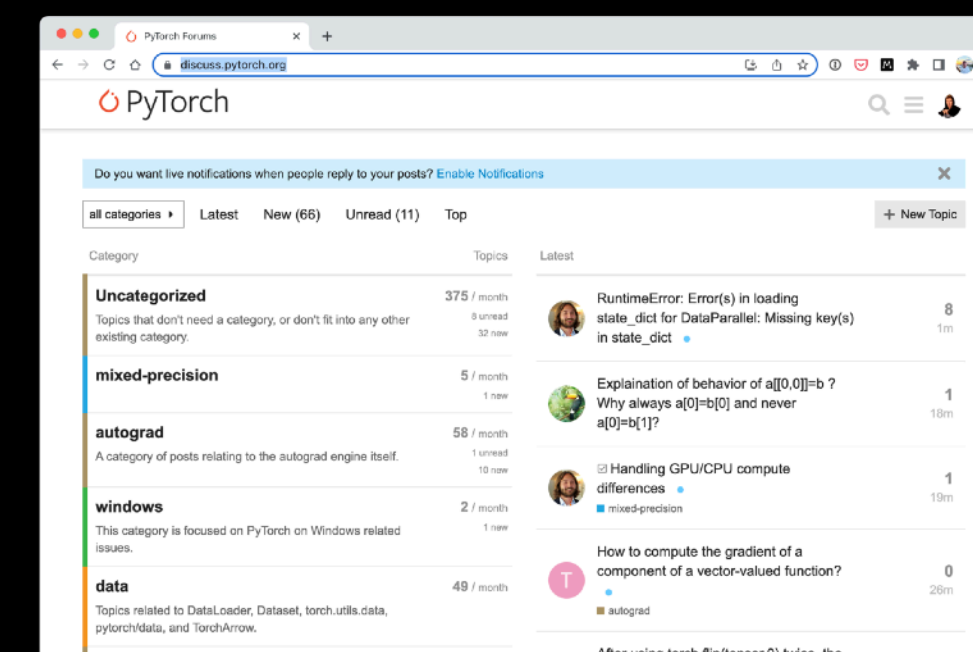 PyTorch Forums
discuss.pytorch.org
PyTorch
Do you want live notifications when people reply to your posts? Enable Notifications
all categories Latest New (66) Unread (11) Top + New Topic
Category Topics
Uncategorized 375 / month
Topics that don't need a category, or don't fit into any other 8 unread
existing category. 32 new
mixed-precision 5 / month
1 new
autograd 58 / month
A category of posts relating to the autograd engine itself. 1 unread
10 new
windows 2 / month
This category is focused on PyTorch on Windows related 1 new
issues.
data 49 / month
Topics related to DataLoader, Dataset, torch.utils.data,
pytorch/data, and TorchArrow.
Latest
RuntimeError: Error(s) in loading 8
state_dict for DataParallel: Missing key(s) 1m
in state_dict
Explaination of behavior of a[[0,0]]=b ? 1
Why always a[0]=b[0] and never 18m
a[0]=b[1]?
Handling GPU/CPU compute 1
differences 19m
mixed-precision
How to compute the gradient of a
component of a vector-valued function? 0
T 26m
autograd